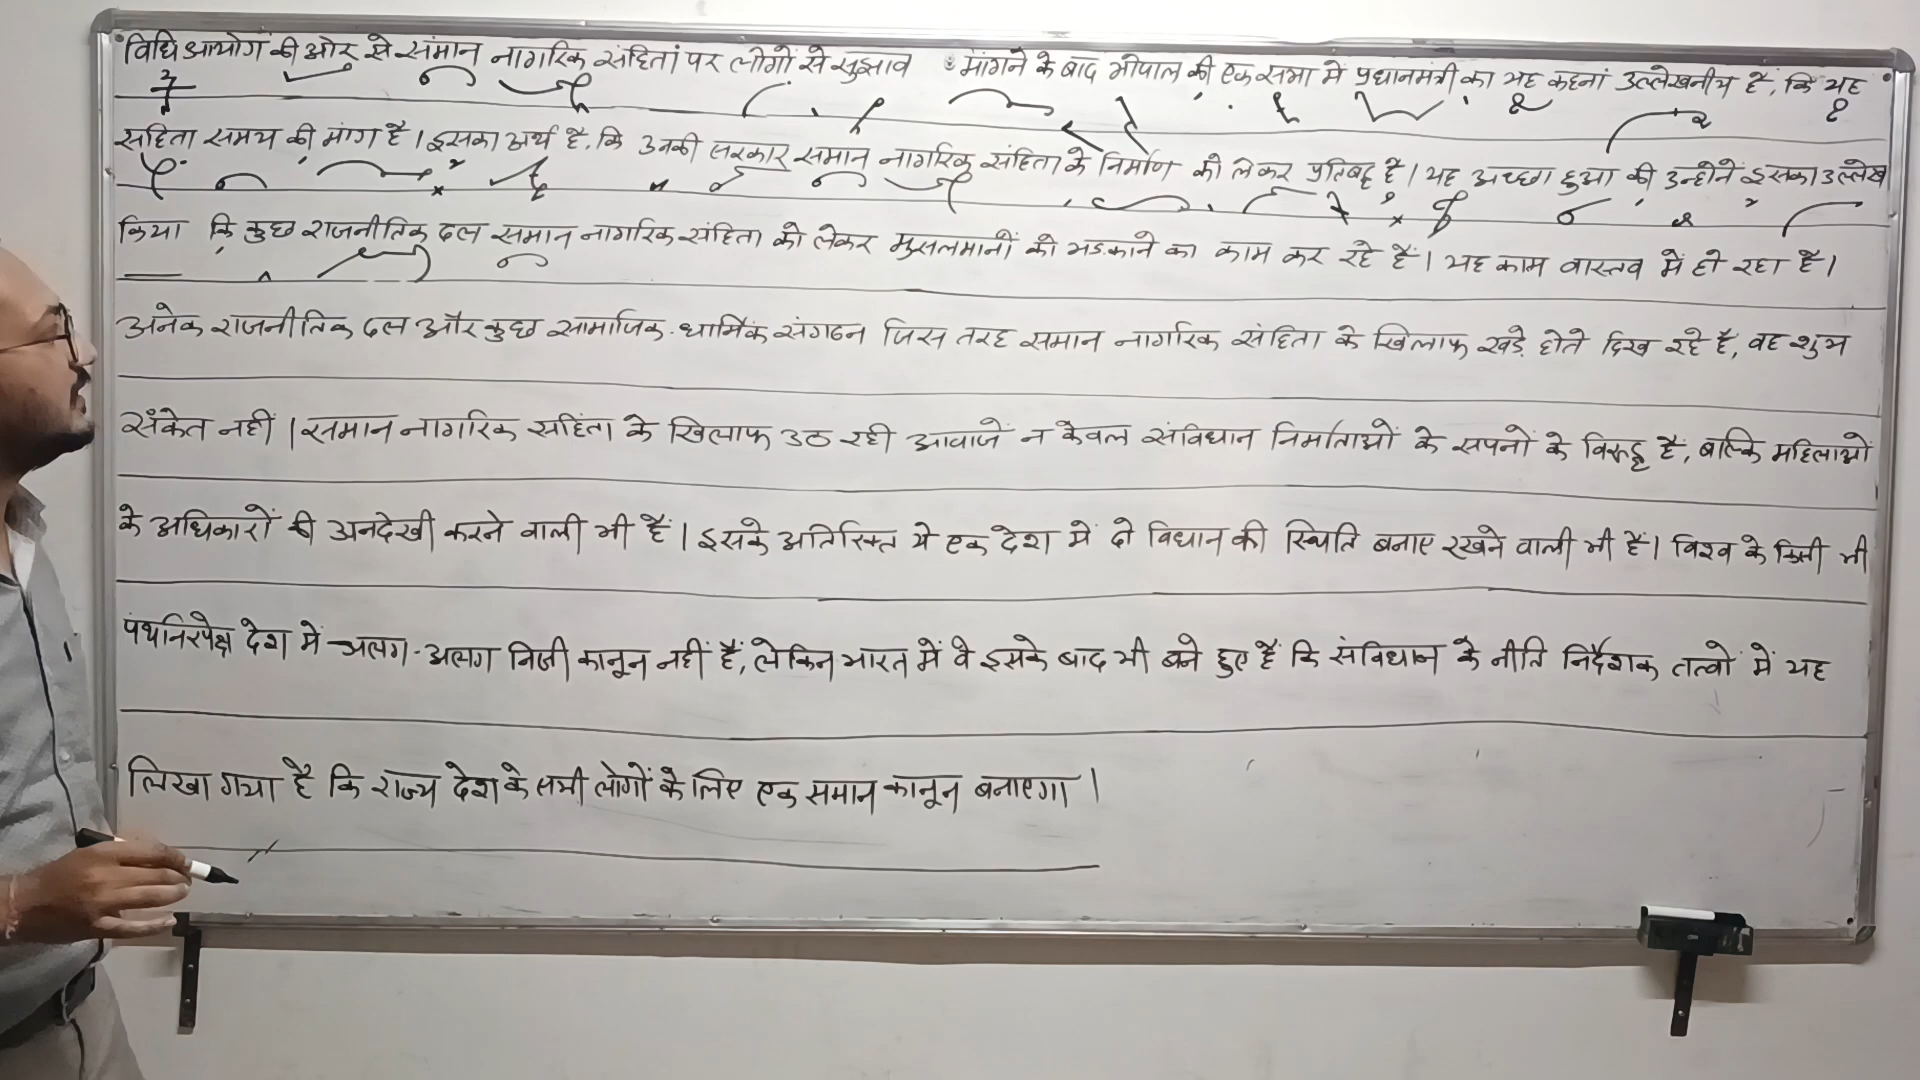 विधि आयोग की ओर से समान नागरिक संहिता पर लोगों से सुझाव मांगने के बाद भोपाल की एक सभा में प्रधानमंत्री का यह कहना उल्लेखनीय है, कि यह
संहिता समय की मांग है। इसका अर्थ है, कि उनकी सरकार समान नागरिक संहिता के निर्माण को लेकर प्रतिबद्ध है। यह अच्छा हुआ की उन्होंने इसका उल्लेख
किया कि कुछ राजनीतिक दल समान नागरिक संहिता को लेकर मुसलमानों को भड़काने का काम कर रहे हैं। यह काम वास्तव में हो रहा है।
अनेक राजनीतिक दल और कुछ सामाजिक-धार्मिक संगठन जिस तरह समान नागरिक संहिता के खिलाफ खड़े होते दिख रहे है, वह शुभ
संकेत नहीं। समान नागरिक संहिता के खिलाफ उठ रही आवाजें न केवल संविधान निर्माताओं के सपनों के विरूद्ध है, बल्कि महिलाओं
के अधिकारों की अनदेखी करने वाली भी हैं। इसके अतिरिक्त ये एक देश में दो विधान की स्थिति बनाए रखने वाली भी हैं। विश्व के किसी भी
पंथनिरपेक्ष देश में अलग-अलग निजी कानून नहीं हैं, लेकिन भारत में वे इसके बाद भी बने हुए हैं कि संविधान के नीति निर्देशक तत्वों में यह
लिखा गया है कि राज्य देश के सभी लोगों के लिए एक समान कानून बनाएगा।